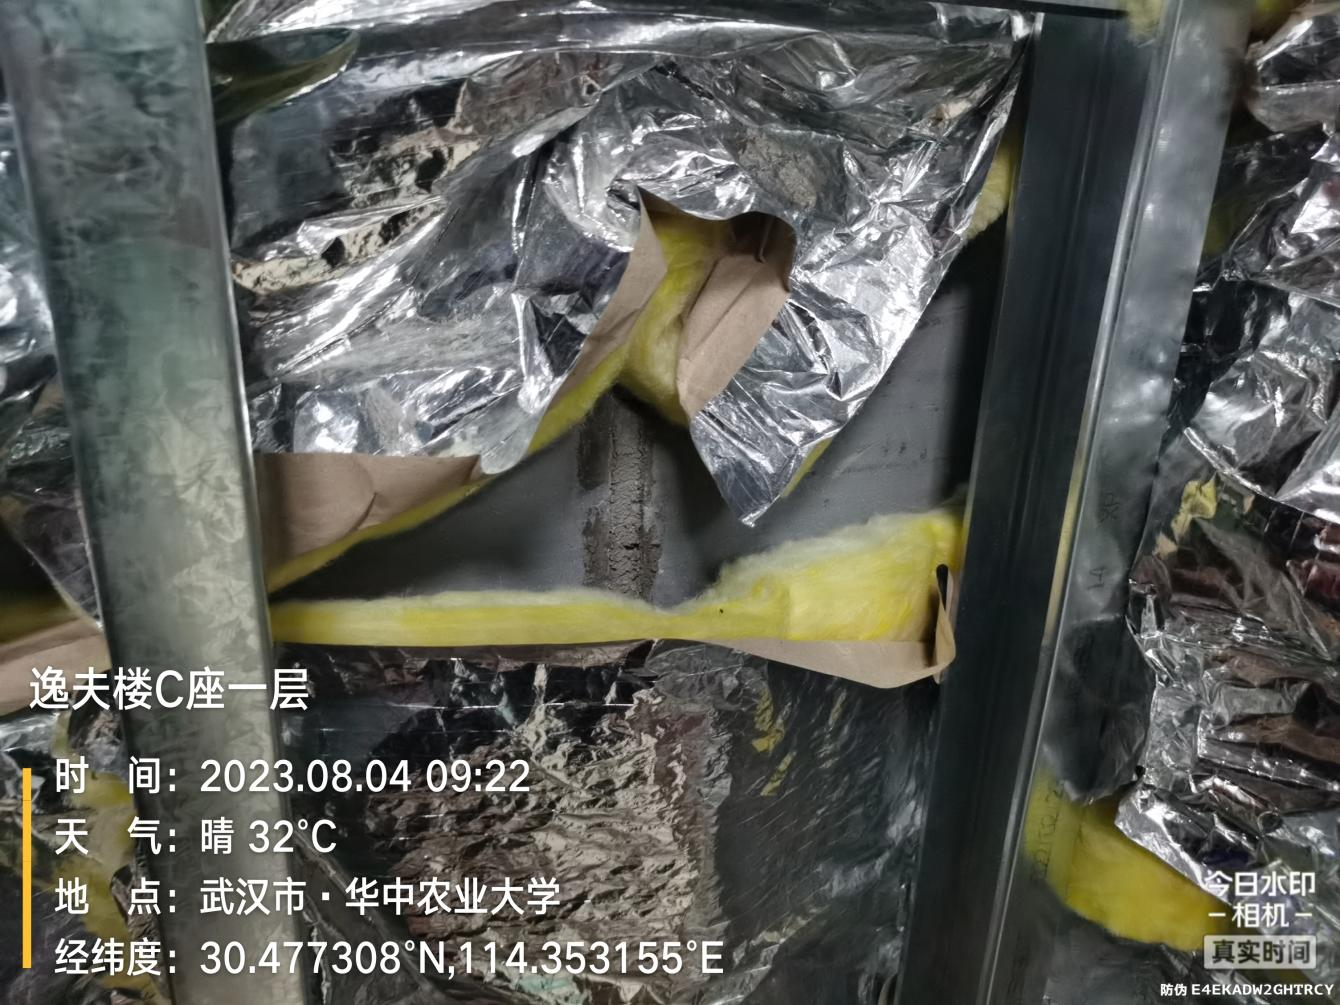 逸夫楼C座一层
时 间：2023.08.04 09:22
天 气：晴 32°C
地 点：武汉市·华中农业大学
经纬度：30.477308°N,114.353155°E
今日水印
-相机-
真实时间
防伪 E4EKADW2GHTRCY